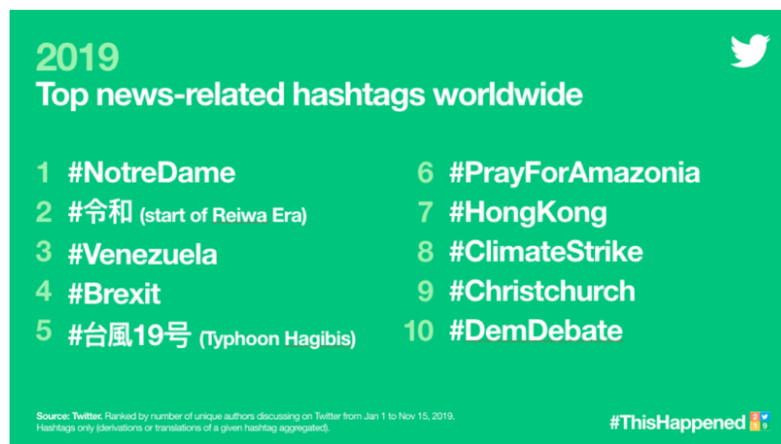 2019
Top news-related hashtags worldwide
1 #NotreDame
2 #令和 (start of Reiwa Era)
3 #Venezuela
4 #Brexit
5 #台風19号 (Typhoon Hagibis)
6 #PrayForAmazonia
7 #HongKong
8 #ClimateStrike
9 #Christchurch
10 #DemDebate
Source: Twitter. Ranked by number of unique authors discussing on Twitter from Jan 1 to Nov 15, 2019.
Hashtags only (derivations or translations of a given hashtag aggregated).
#ThisHappened